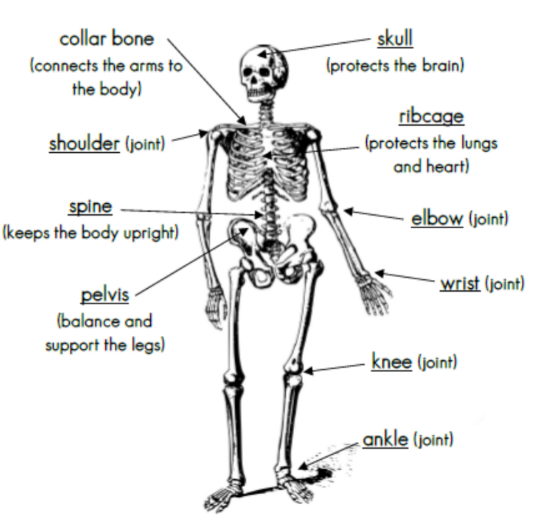 collar bone
(connects the arms to
the body)
skull
(protects the brain)
shoulder (joint)
ribcage
(protects the lungs
and heart)
spine
(keeps the body upright)
elbow (joint)
pelvis
(balance and
support the legs)
wrist (joint)
knee (joint)
ankle (joint)